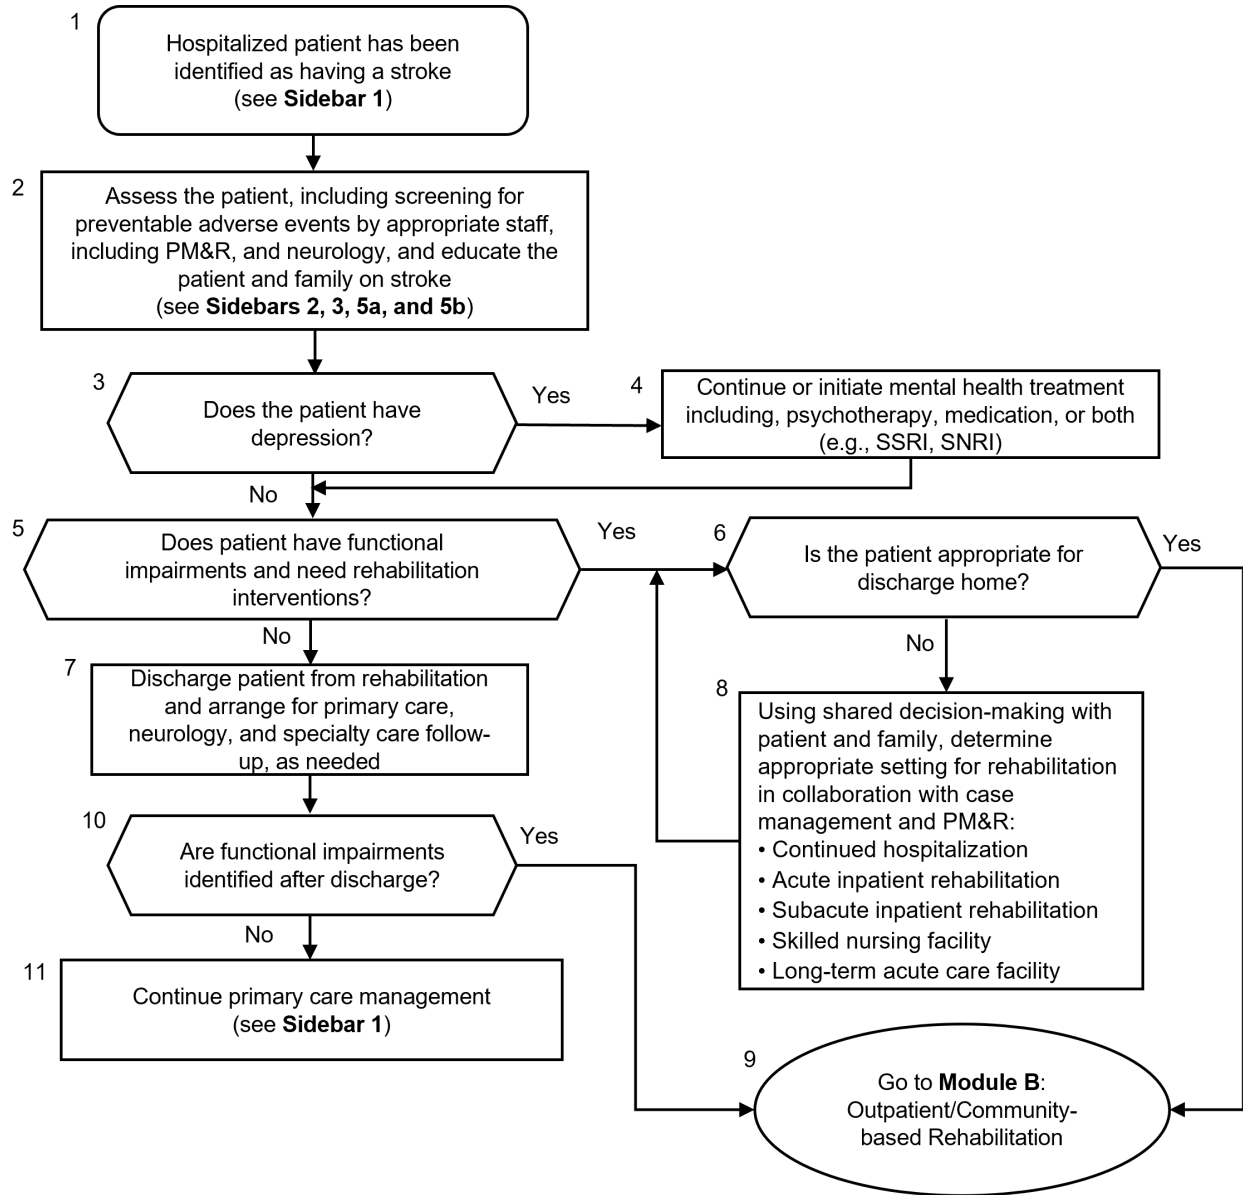 1
Hospitalized patient has been
identified as having a stroke
(see Sidebar 1)
2
Assess the patient, including screening for
preventable adverse events by appropriate staff,
including PM&R, and neurology, and educate the
patient and family on stroke
(see Sidebars 2, 3, 5a, and 5b)
3
Does the patient have
depression?
Yes
No
4
Continue or initiate mental health treatment
including, psychotherapy, medication, or both
(e.g., SSRI, SNRI)
5
Does patient have functional
impairments and need rehabilitation
interventions?
Yes
No
6
Is the patient appropriate for
discharge home?
Yes
No
7
Discharge patient from rehabilitation
and arrange for primary care,
neurology, and specialty care follow-
up, as needed
8
Using shared decision-making with
patient and family, determine
appropriate setting for rehabilitation
in collaboration with case
management and PM&R:
• Continued hospitalization
• Acute inpatient rehabilitation
• Subacute inpatient rehabilitation
• Skilled nursing facility
• Long-term acute care facility
10
Are functional impairments
identified after discharge?
Yes
No
11
Continue primary care management
(see Sidebar 1)
9
Go to Module B:
Outpatient/Community-
based Rehabilitation